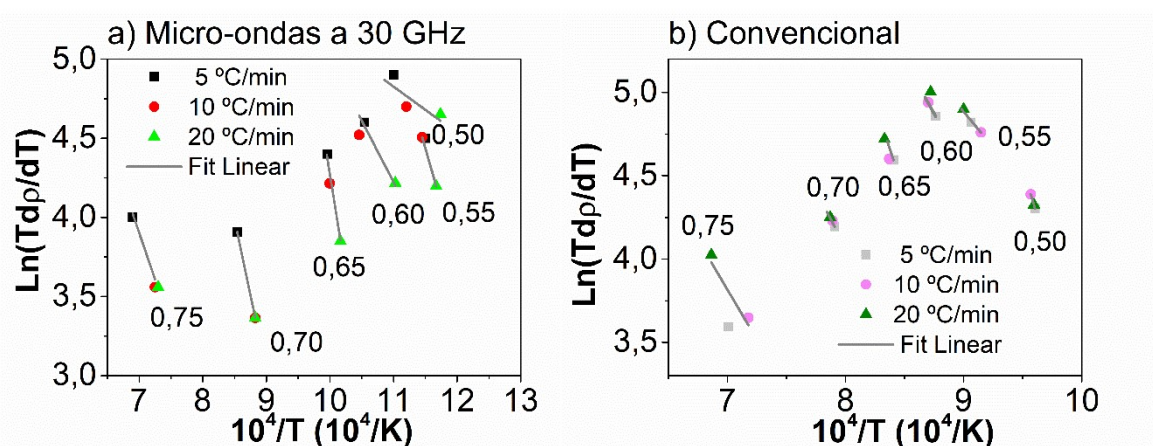 a) Micro-ondas a 30 GHz
Ln(Tdρ/dT)
5,0
4,5
4,0
3,5
3,0
5 ºC/min
10 ºC/min
20 ºC/min
Fit Linear
0,50
0,55
0,60
0,65
0,70
0,75
7 8 9 10 11 12 13
10⁴/T (10⁴/K)
b) Convencional
Ln(Tdρ/dT)
5,0
4,5
4,0
3,5
0,55
0,60
0,65
0,70
0,75
0,50
5 ºC/min
10 ºC/min
20 ºC/min
Fit Linear
7 8 9 10
10⁴/T (10⁴/K)